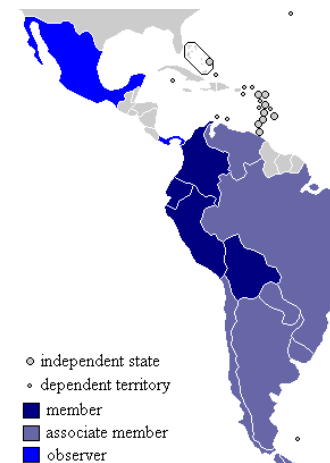 independent state
dependent territory
member
associate member
observer